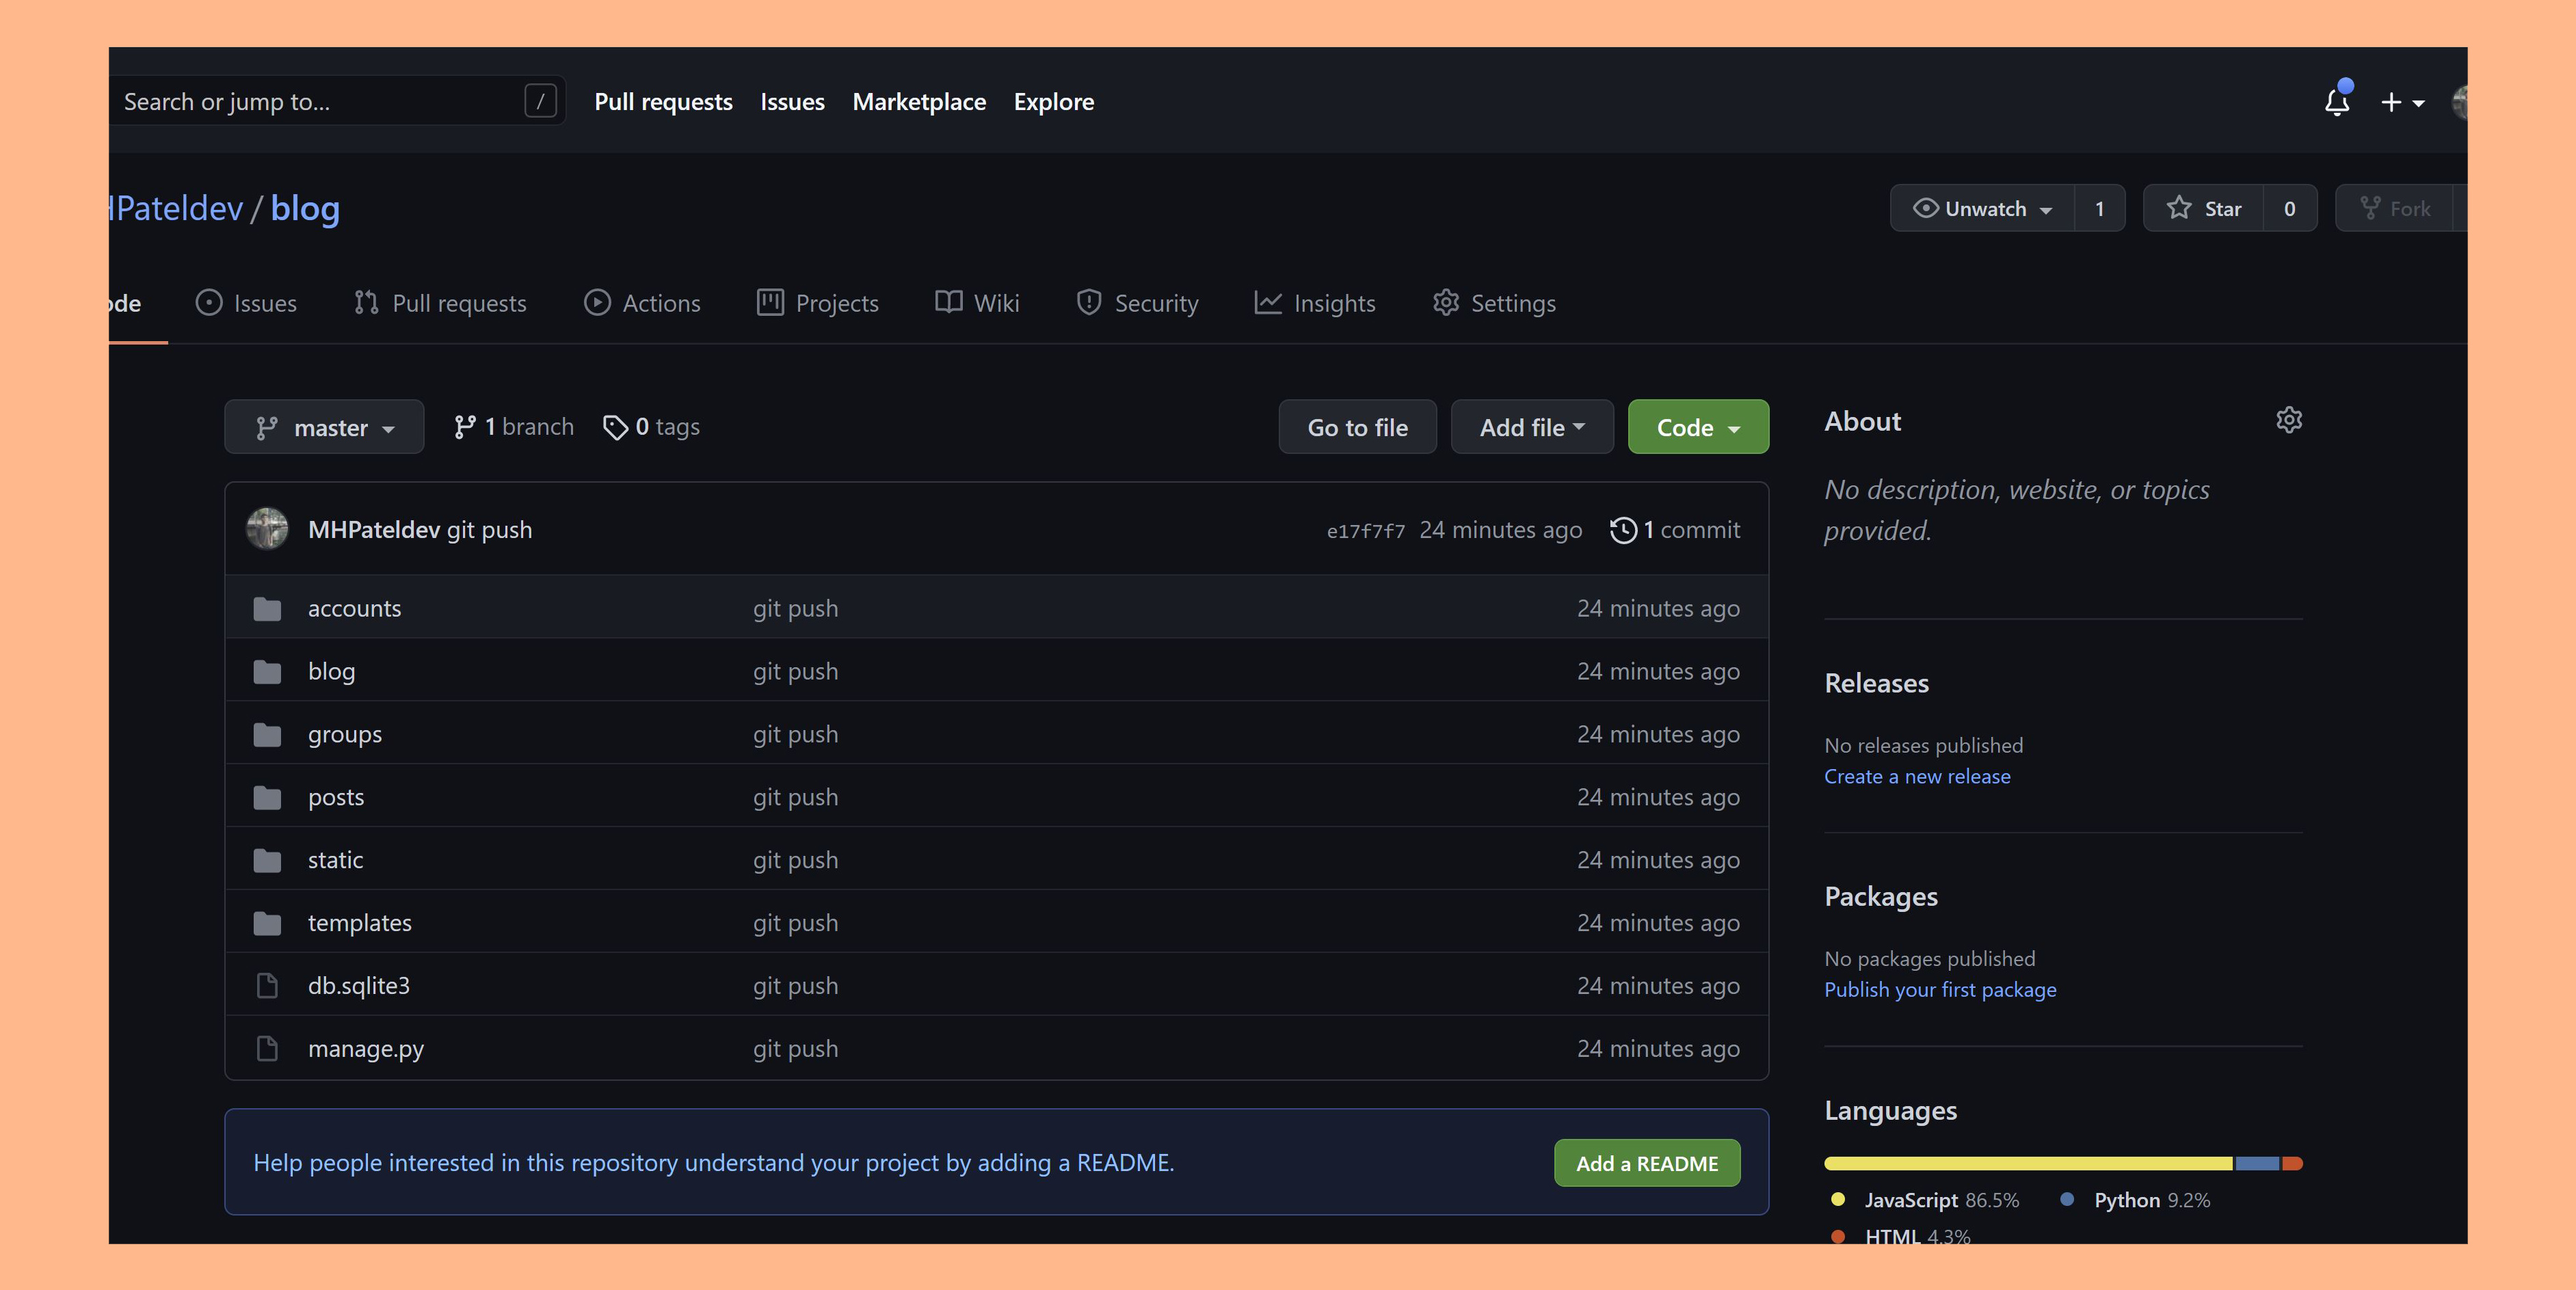 Search or jump to... / Pull requests Issues Marketplace Explore
HPateldev / blog Unwatch 1 Star 0 Fork
ode Issues Pull requests Actions Projects Wiki Security Insights Settings
master 1 branch 0 tags Go to file Add file Code
MHPateldev git push e17f7f7 24 minutes ago 1 commit
accounts git push 24 minutes ago
blog git push 24 minutes ago
groups git push 24 minutes ago
posts git push 24 minutes ago
static git push 24 minutes ago
templates git push 24 minutes ago
db.sqlite3 git push 24 minutes ago
manage.py git push 24 minutes ago
Help people interested in this repository understand your project by adding a README. Add a README
About
No description, website, or topics
provided.
Releases
No releases published
Create a new release
Packages
No packages published
Publish your first package
Languages
JavaScript 86.5% Python 9.2%
HTML 4.3%